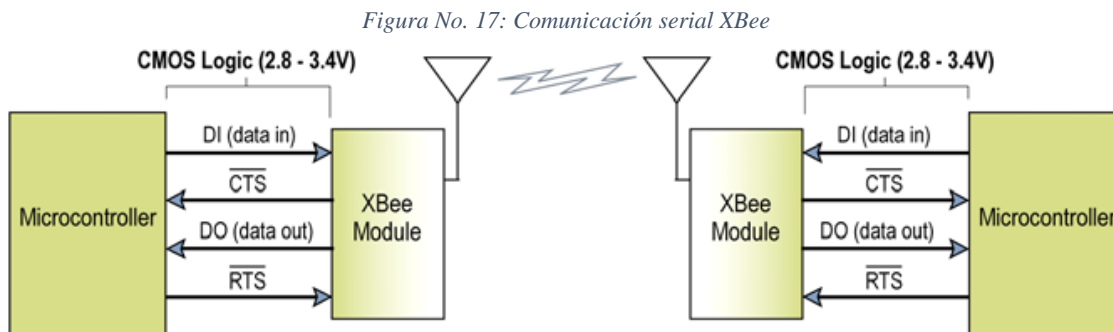 Figura No. 17: Comunicación serial XBee
CMOS Logic (2.8 - 3.4V)
DI (data in)
CTS
DO (data out)
RTS
Microcontroller
XBee
Module
CMOS Logic (2.8 - 3.4V)
DI (data in)
CTS
DO (data out)
RTS
XBee
Module
Microcontroller